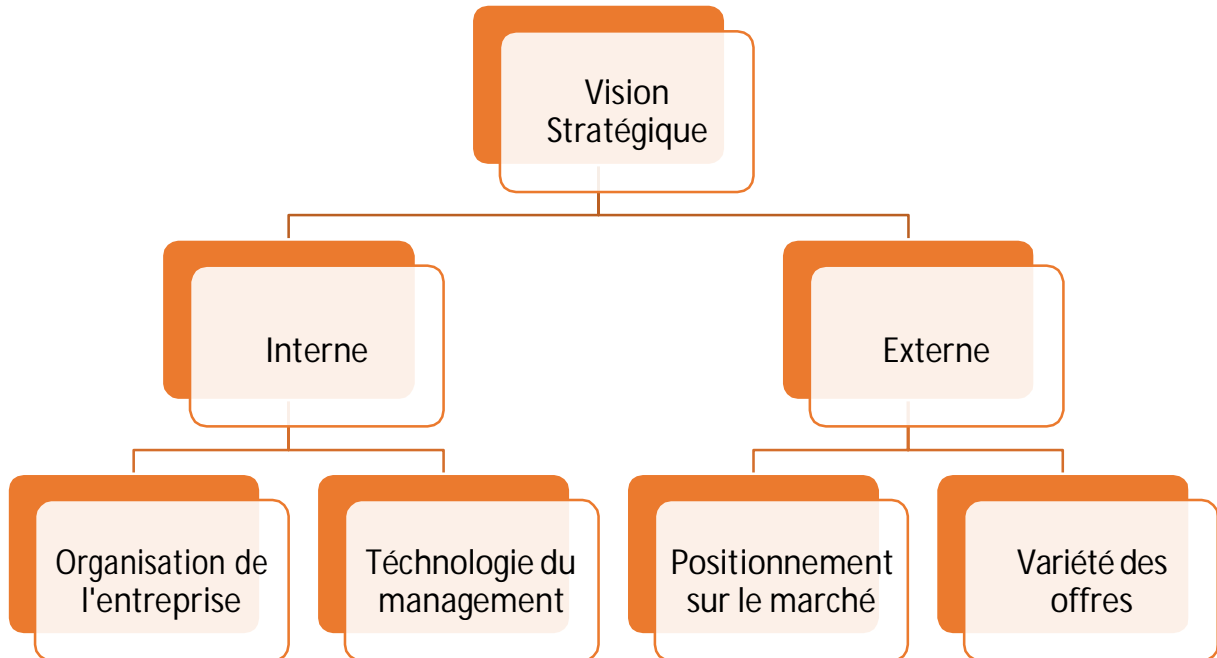 Vision
Stratégique
Interne
Externe
Organisation de
l'entreprise
Téchnologie du
management
Positionnement
sur le marché
Variété des
offres